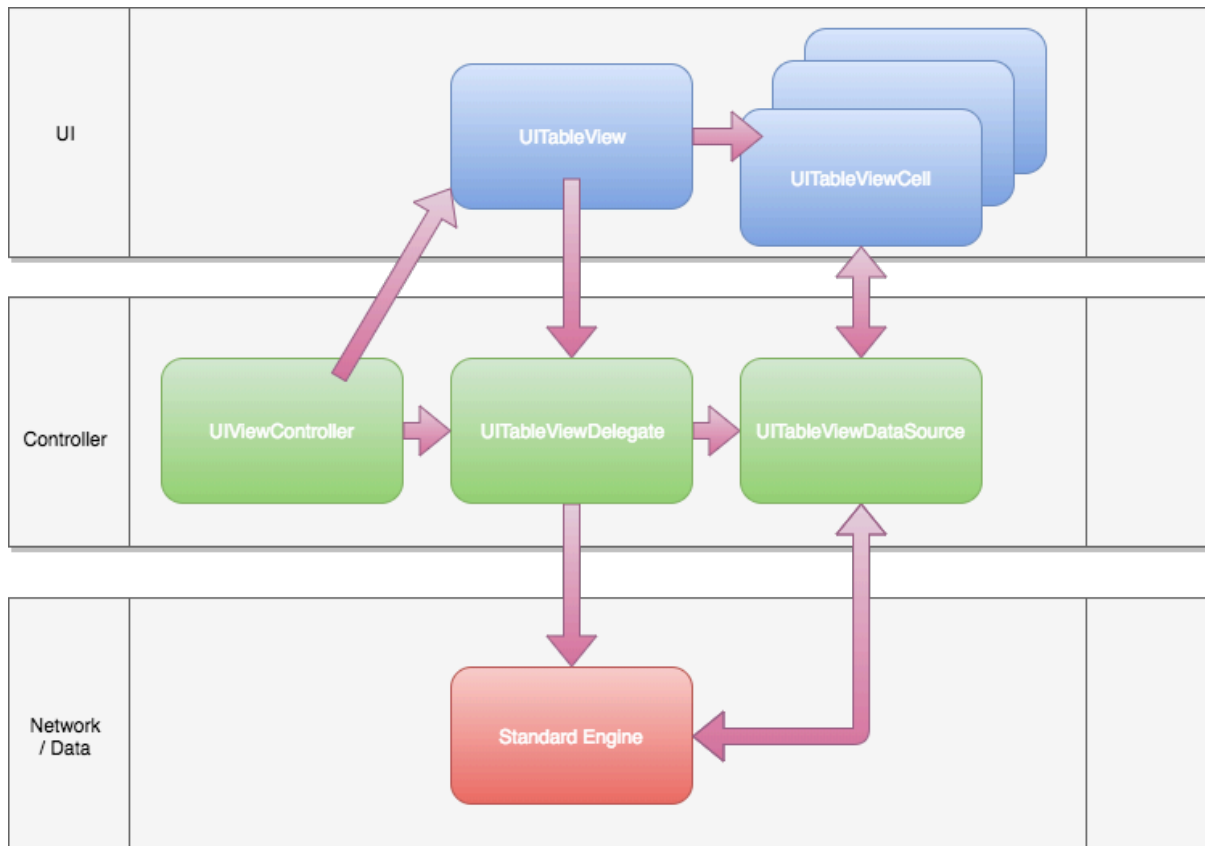 UI
UITableView
UITableViewCell
Controller
UIViewController
UITableViewDelegate
UITableViewDataSource
Network
/ Data
Standard Engine